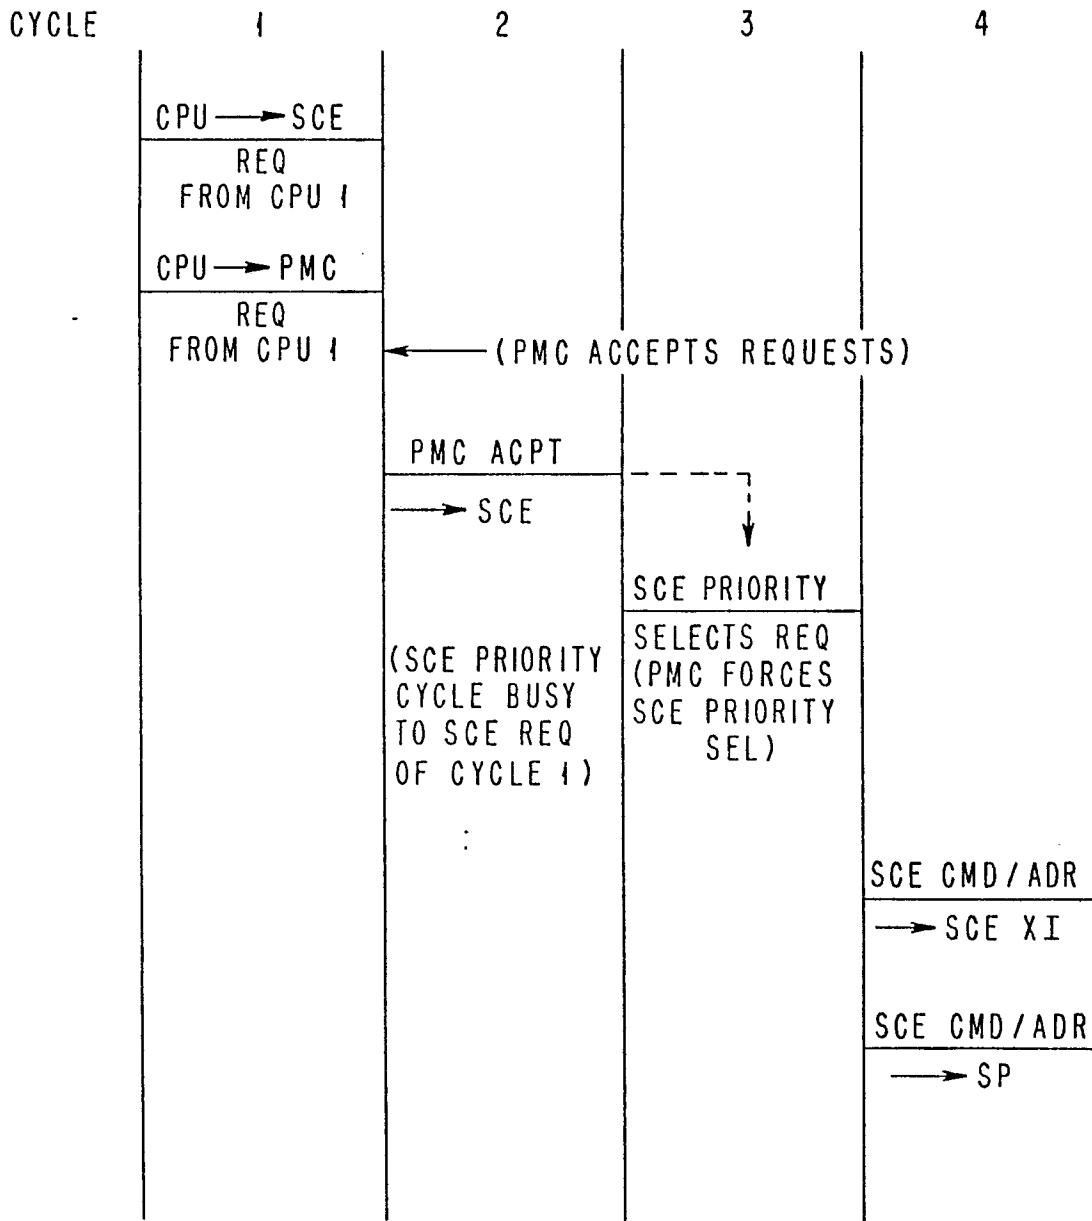 CYCLE 1 2 3 4
CPU → SCE
REQ
FROM CPU 1
CPU → PMC
REQ
FROM CPU 1
← (PMC ACCEPTS REQUESTS)
PMC ACPT
→ SCE
(SCE PRIORITY
CYCLE BUSY
TO SCE REQ
OF CYCLE 1)
SCE PRIORITY
SELECTS REQ
(PMC FORCES
SCE PRIORITY
SEL)
SCE CMD/ADR
→ SCE XI
SCE CMD/ADR
→ SP